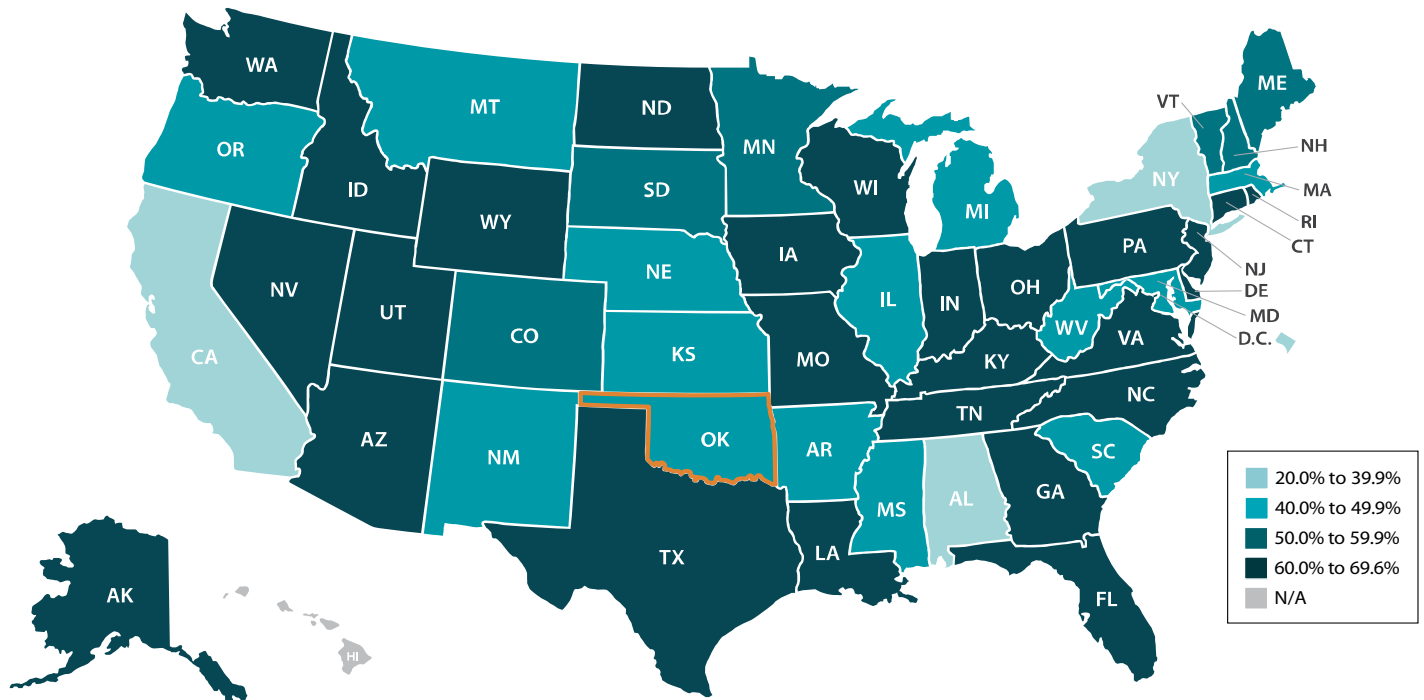 WA
MT
ND
MN
ME
VT
NH
OR
ID
SD
WI
NY
MA
MI
RI
WY
CT
IA
PA
NE
NJ
NV
OH
DE
UT
IL
IN
MD
CO
WV
D.C.
VA
CA
KS
MO
KY
NC
TN
AZ
OK
NM
AR
SC
MS
AL
GA
TX
LA
AK
FL
HI
20.0% to 39.9%
40.0% to 49.9%
50.0% to 59.9%
60.0% to 69.6%
N/A